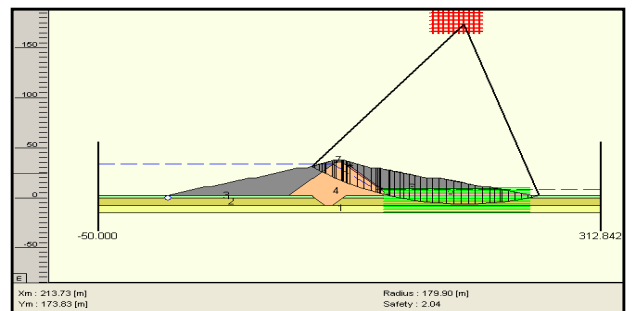 150
100
50
0
-50
7
3
4
2
1
-50.000
312.842
E
Xm : 213.73 [m]
Radius : 179.90 [m]
Ym : 173.83 [m]
Safety : 2.04